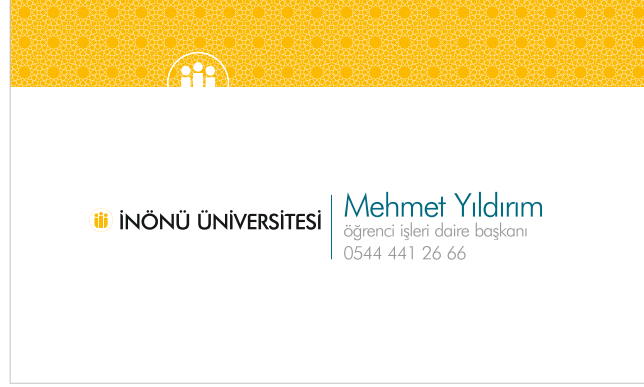 İNÖNÜ ÜNİVERSİTESİ
Mehmet Yıldırım
öğrenci işleri daire başkanı
0544 441 26 66